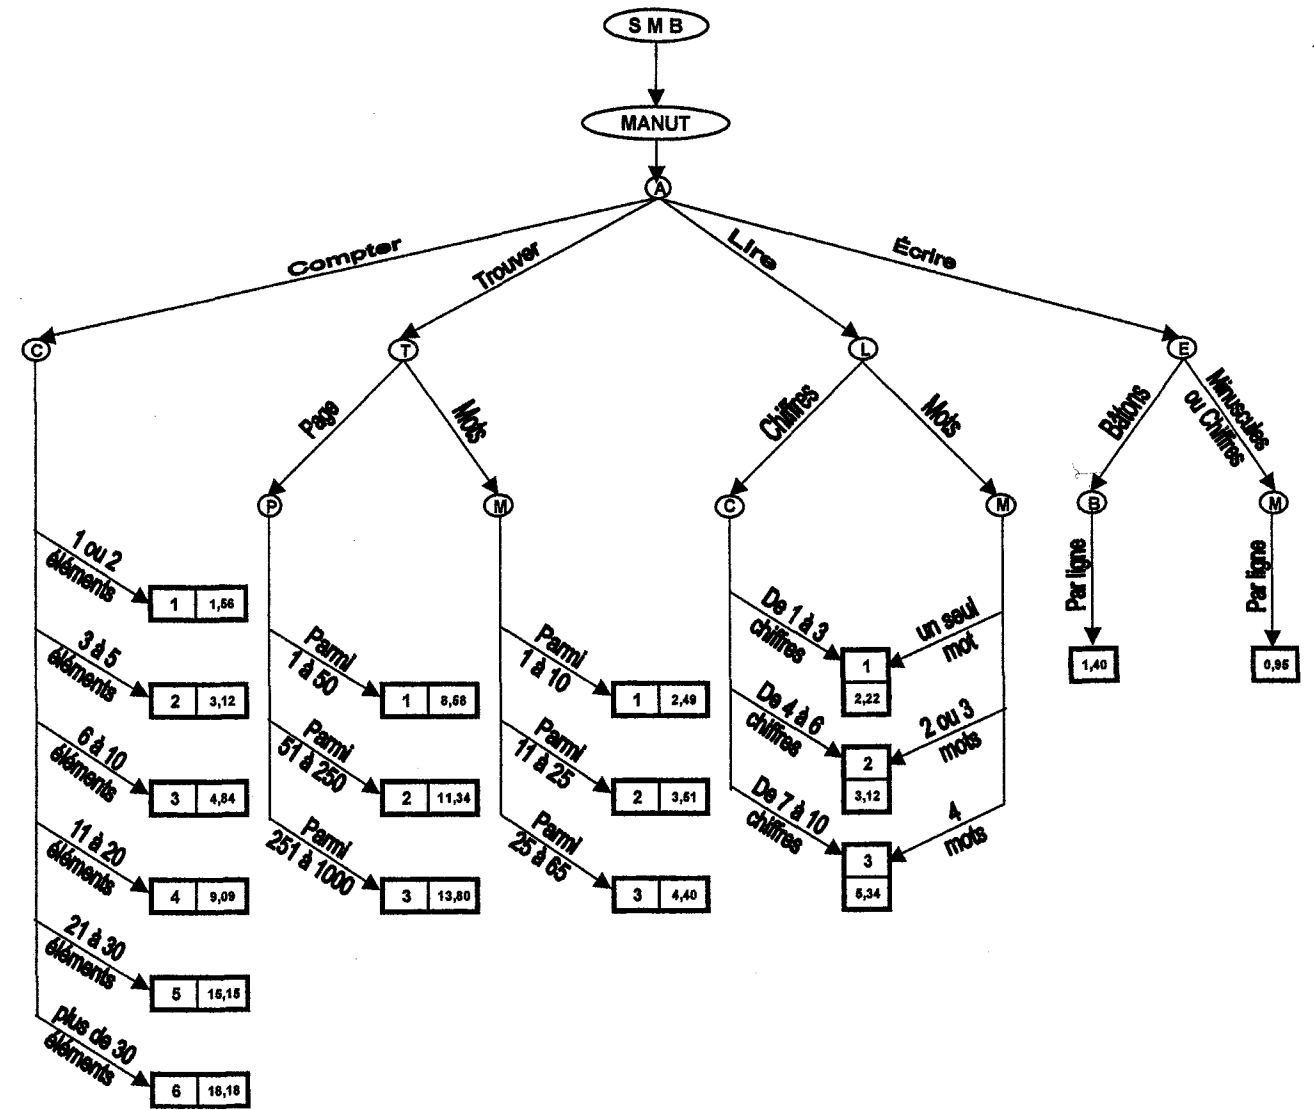 S M B
MANUT
A
Compter
Trouver
Lire
Écrire
C
T
L
E
Page
Mots
Chiffres
Mots
Bâtons
Minuscules
ou Chiffres
P
M
C
M
B
M
1 ou 2
éléments
1 1,56
3 à 5
éléments
2 3,12
6 à 10
éléments
3 4,84
11 à 20
éléments
4 9,09
21 à 30
éléments
5 15,15
plus de 30
éléments
6 18,18
Parmi
1 à 50
1 8,58
Parmi
51 à 250
2 11,34
Parmi
251 à 1000
3 13,80
Parmi
1 à 10
1 2,49
Parmi
11 à 25
2 3,51
Parmi
25 à 65
3 4,40
De 1 à 3
chiffres
un seul
mot
1
2,22
De 4 à 6
chiffres
2 ou 3
mots
2
3,12
De 7 à 10
chiffres
4
mots
3
5,34
Par ligne
1,40
Par ligne
0,95